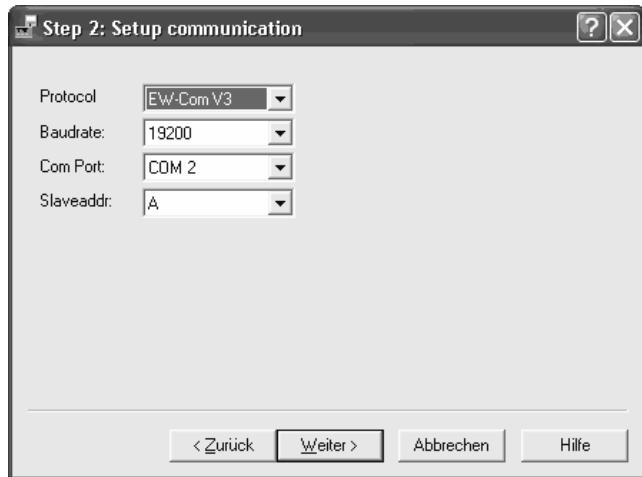 Step 2: Setup communication
Protocol EW-Com V3
Baudrate: 19200
Com Port: COM 2
Slaveaddr: A
< Zurück Weiter > Abbrechen Hilfe